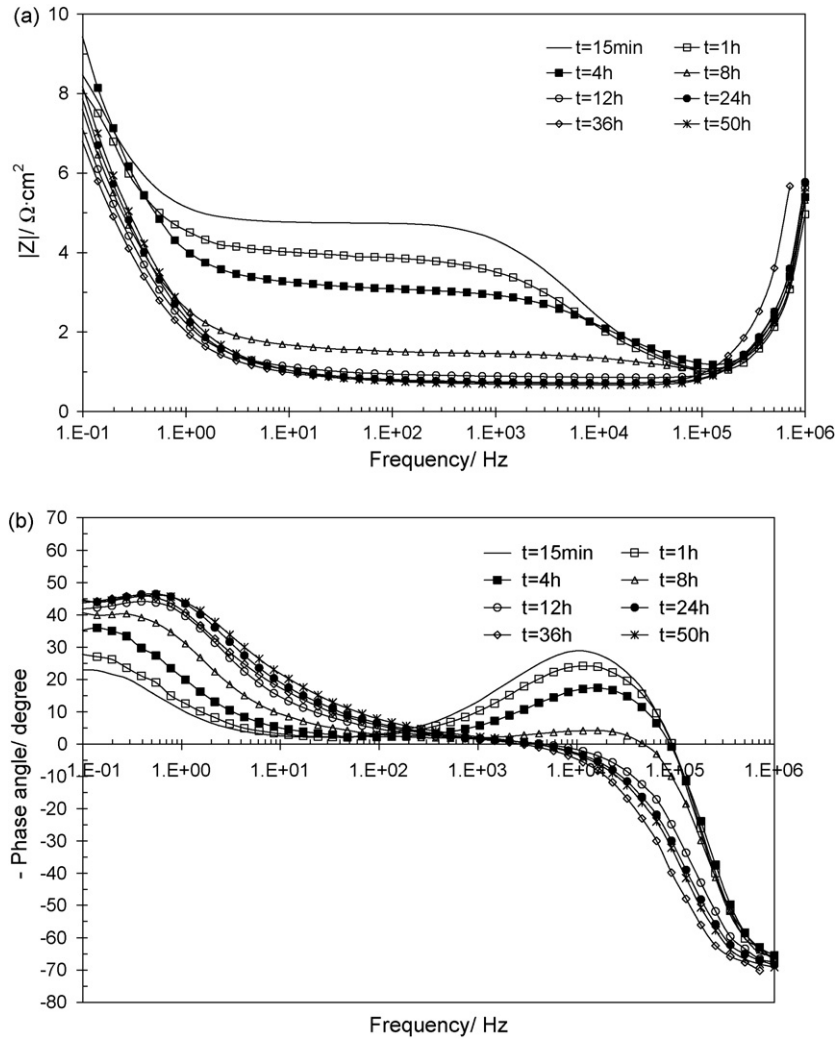 (a)
10
8
6
4
2
0
|Z|/ Ω·cm²
t=15min
t=1h
t=4h
t=8h
t=12h
t=24h
t=36h
t=50h
1.E-01 1.E+00 1.E+01 1.E+02 1.E+03 1.E+04 1.E+05 1.E+06
Frequency/ Hz
(b)
70
60
50
40
30
20
10
0
-10
-20
-30
-40
-50
-60
-70
-80
- Phase angle/ degree
t=15min
t=1h
t=4h
t=8h
t=12h
t=24h
t=36h
t=50h
1.E-01 1.E+00 1.E+01 1.E+02 1.E+03 1.E+04 1.E+05 1.E+06
Frequency/ Hz